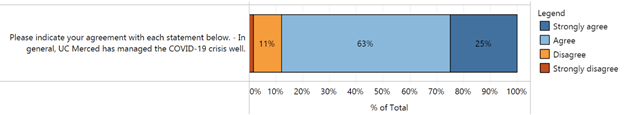 Please indicate your agreement with each statement below. - In
general, UC Merced has managed the COVID-19 crisis well.
11%
63%
25%
0% 10% 20% 30% 40% 50% 60% 70% 80% 90% 100%
% of Total
Legend
Strongly agree
Agree
Disagree
Strongly disagree